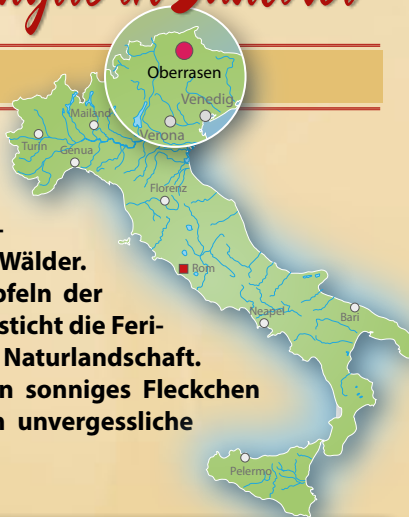 Oberrasen
Venedig
Verona
Mailand
Turin
Genua
Florenz
Rom
Neapel
Bari
Pelermo
-
Wälder.
pfeln der
sticht die Feri-
Naturlandschaft.
n sonniges Fleckchen
n unvergessliche